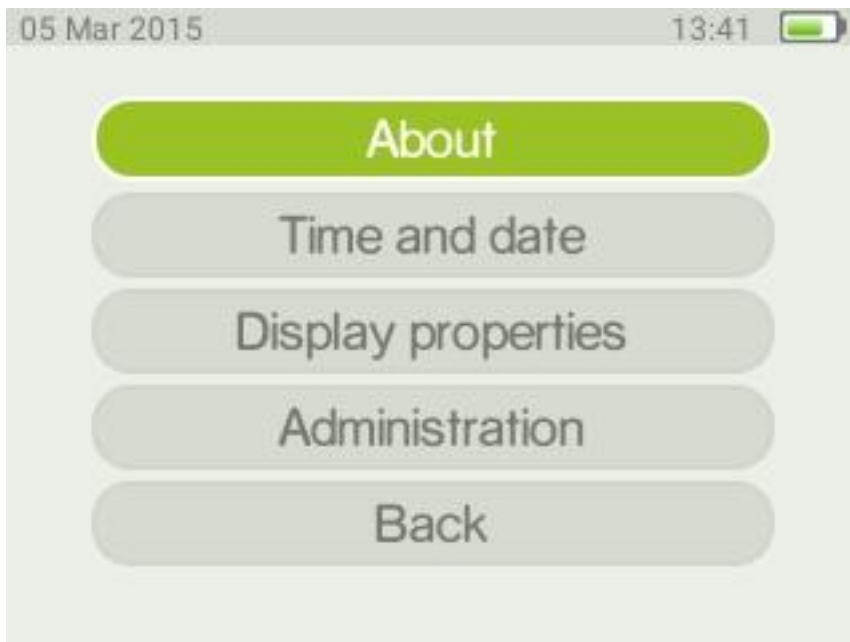 05 Mar 2015 13:41
About
Time and date
Display properties
Administration
Back